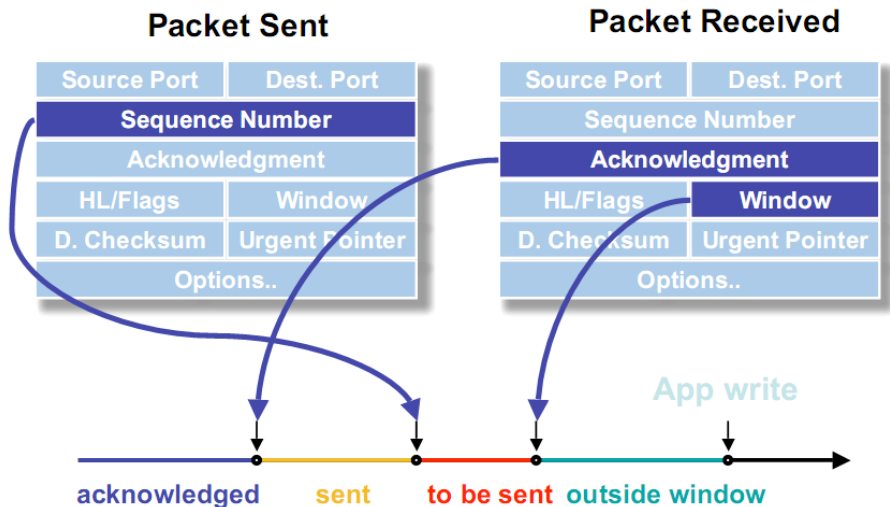 Packet Sent
Source Port Dest. Port
Sequence Number
Acknowledgment
HL/Flags Window
D. Checksum Urgent Pointer
Options..
Packet Received
Source Port Dest. Port
Sequence Number
Acknowledgment
HL/Flags Window
D. Checksum Urgent Pointer
Options..
App write
acknowledged sent to be sent outside window